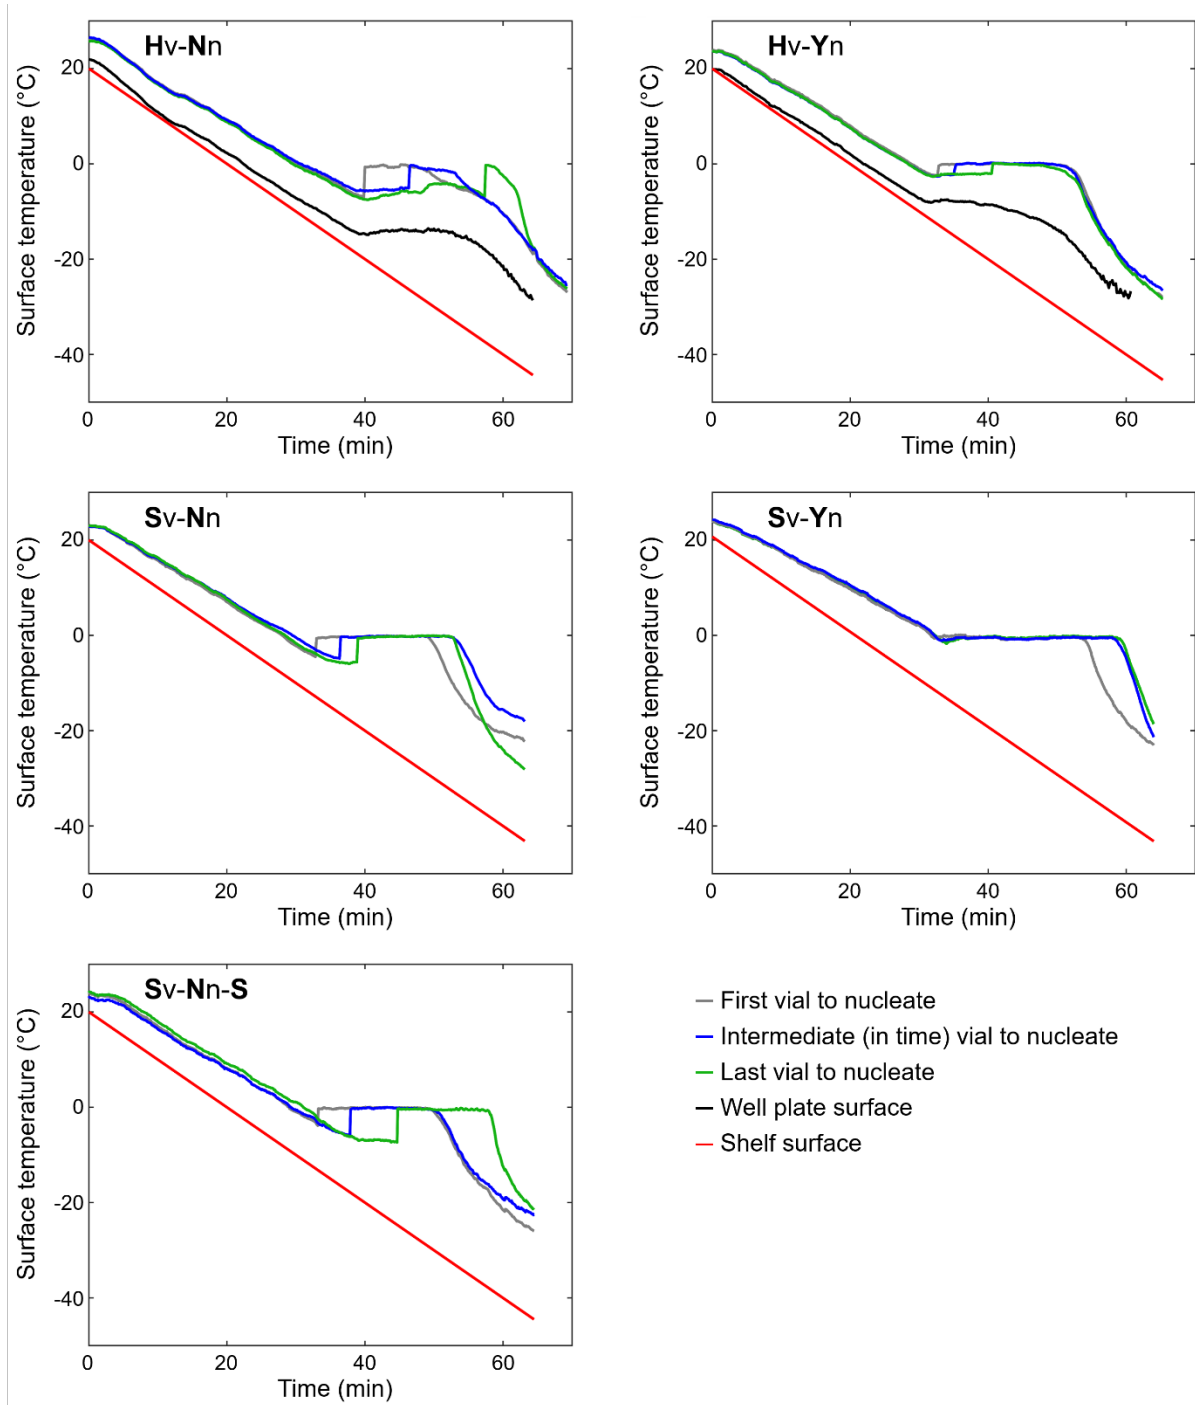 Hv-Nn
Surface temperature (°C)
20
0
-20
-40
0
20
40
60
Time (min)
Hv-Yn
Surface temperature (°C)
20
0
-20
-40
0
20
40
60
Time (min)
Sv-Nn
Surface temperature (°C)
20
0
-20
-40
0
20
40
60
Time (min)
Sv-Yn
Surface temperature (°C)
20
0
-20
-40
0
20
40
60
Time (min)
Sv-Nn-S
Surface temperature (°C)
20
0
-20
-40
0
20
40
60
Time (min)
First vial to nucleate
Intermediate (in time) vial to nucleate
Last vial to nucleate
Well plate surface
Shelf surface